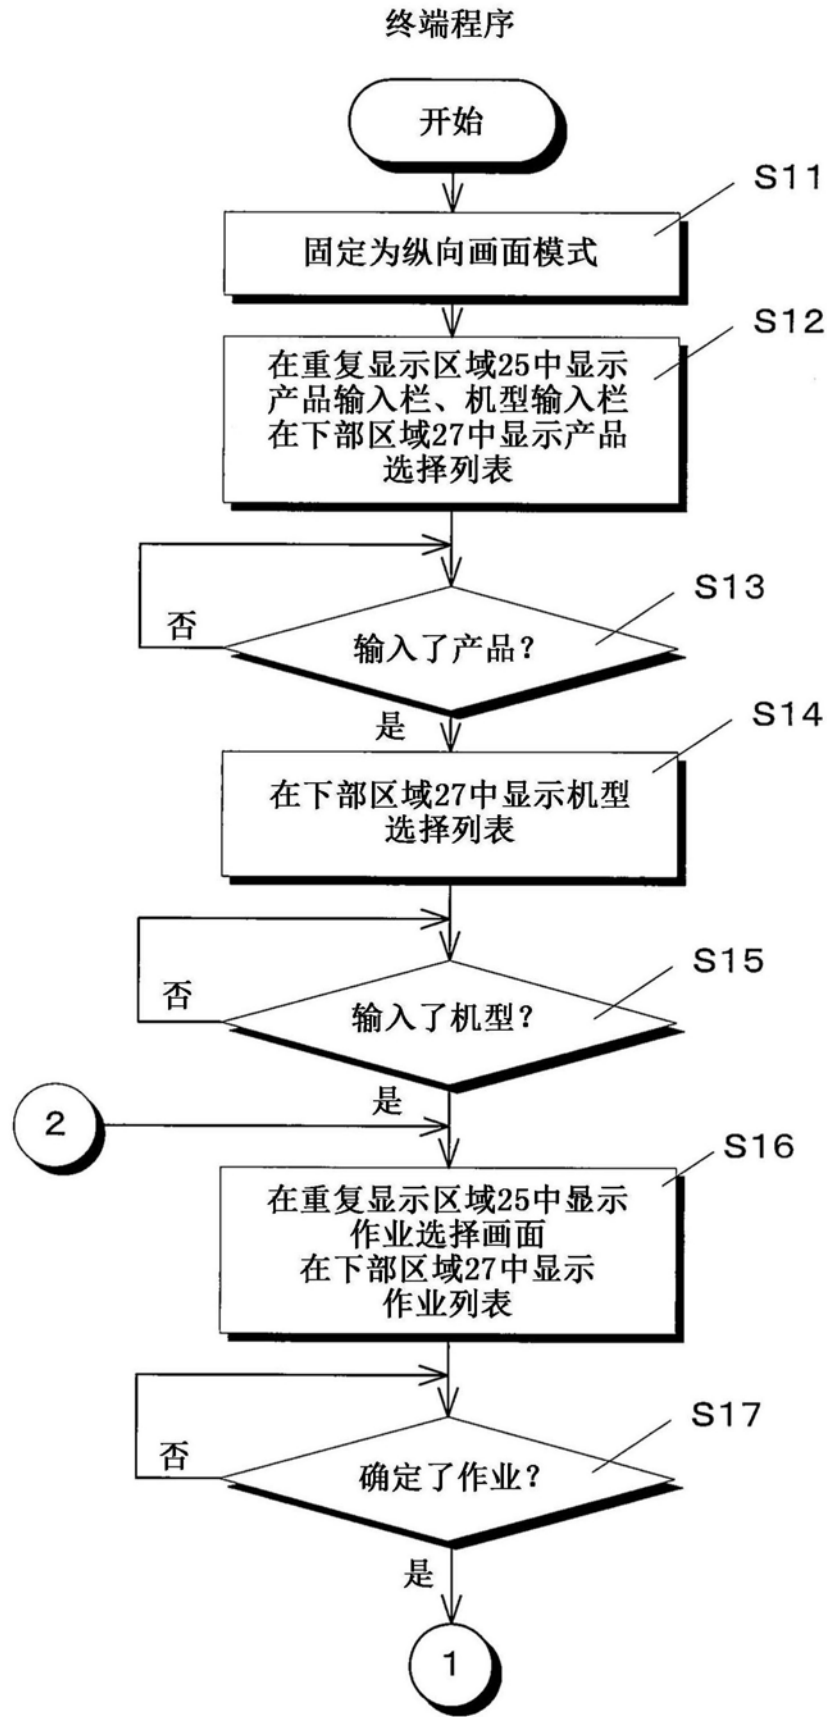 终端程序
开始
S11
固定为纵向画面模式
S12
在重复显示区域25中显示
产品输入栏、机型输入栏
在下部区域27中显示产品
选择列表
S13
否
输入了产品？
是
S14
在下部区域27中显示机型
选择列表
S15
否
输入了机型？
是
2
S16
在重复显示区域25中显示
作业选择画面
在下部区域27中显示
作业列表
S17
否
确定了作业？
是
1